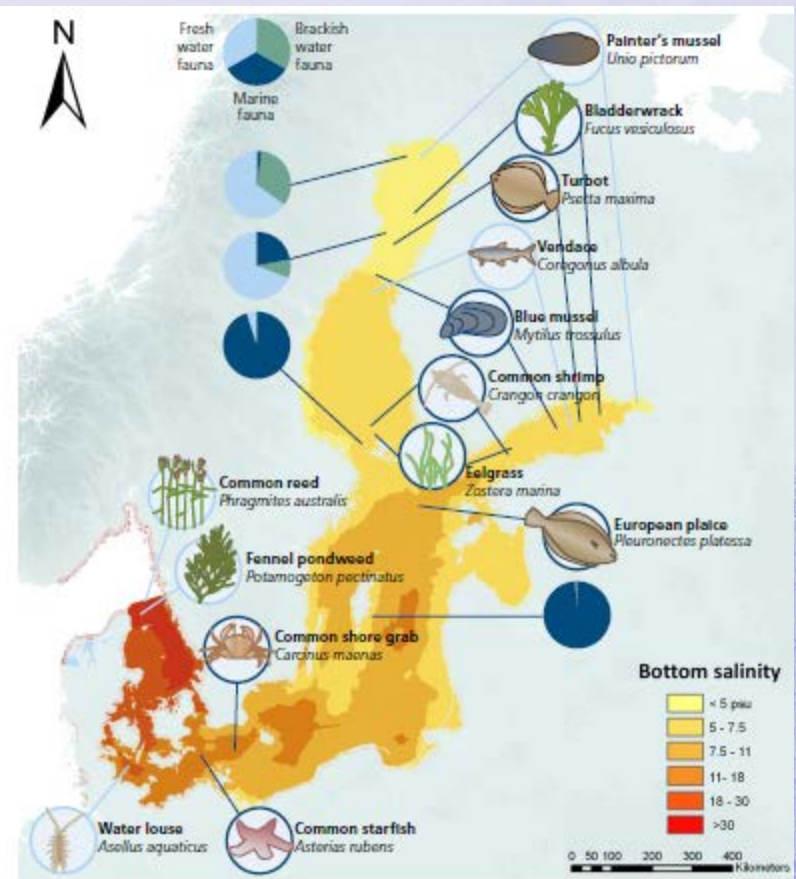 N
Fresh
water
fauna
Brackish
water
fauna
Marine
fauna
Painter's mussel
Unio pictorum
Bladderwrack
Fucus vesiculosus
Turbot
Psetta maxima
Vendace
Coregonus albula
Blue mussel
Mytilus trossulus
Common shrimp
Crangon crangon
Eelgrass
Zostera marina
Common reed
Phragmites australis
European plaice
Pleuronectes platessa
Fennel pondweed
Potamogeton pectinatus
Common shore grab
Carcinus maenas
Bottom salinity
< 5 psu
5 - 7.5
7.5 - 11
11- 18
18 - 30
>30
Water louse
Asellus aquaticus
Common starfish
Asterias rubens
0 50 100 200 300 400
Kilometers